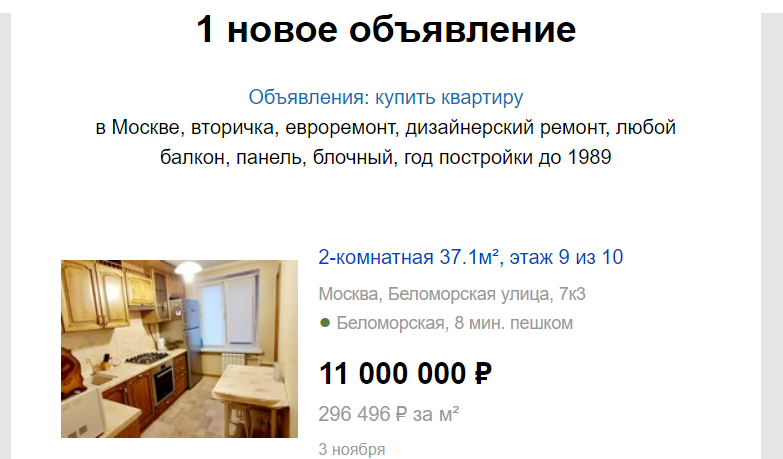 1 новое объявление
Объявления: купить квартиру
в Москве, вторичка, евроремонт, дизайнерский ремонт, любой
балкон, панель, блочный, год постройки до 1989
2-комнатная 37.1м², этаж 9 из 10
Москва, Беломорская улица, 7к3
Беломорская, 8 мин. пешком
11 000 000 ₽
296 496 ₽ за м²
3 ноября